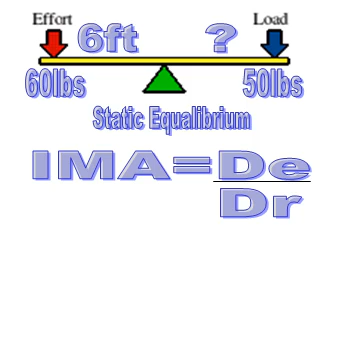 Effort Load
6ft ?
60lbs 50lbs
Static Equalibrium
IMA=De
Dr